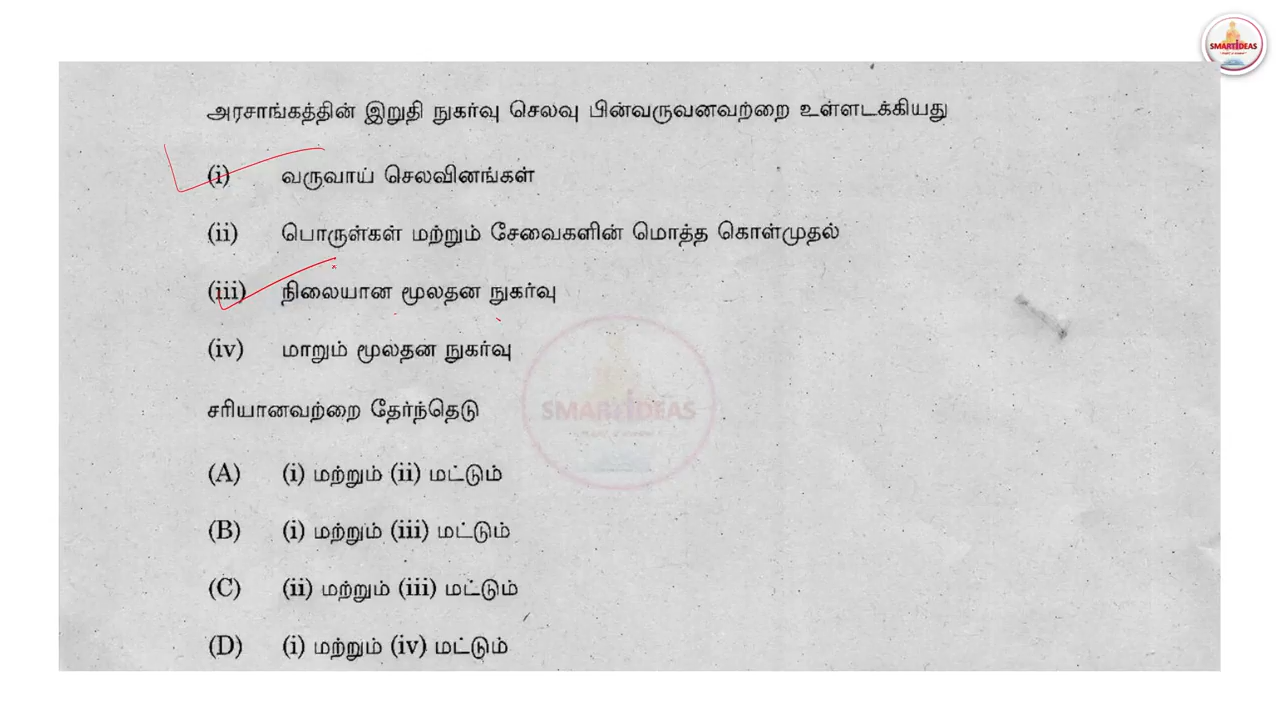 SMARTIDEAS
அரசாங்கத்தின் இறுதி நுகர்வு செலவு பின்வருவனவற்றை உள்ளடக்கியது
(i) வருவாய் செலவினங்கள்
(ii) பொருள்கள் மற்றும் சேவைகளின் மொத்த கொள்முதல்
(iii) நிலையான மூலதன நுகர்வு
(iv) மாறும் மூலதன நுகர்வு
SMARTIDEAS
சரியானவற்றை தேர்ந்தெடு
(A) (i) மற்றும் (ii) மட்டும்
(B) (i) மற்றும் (iii) மட்டும்
(C) (ii) மற்றும் (iii) மட்டும்
(D) (i) மற்றும் (iv) மட்டும்